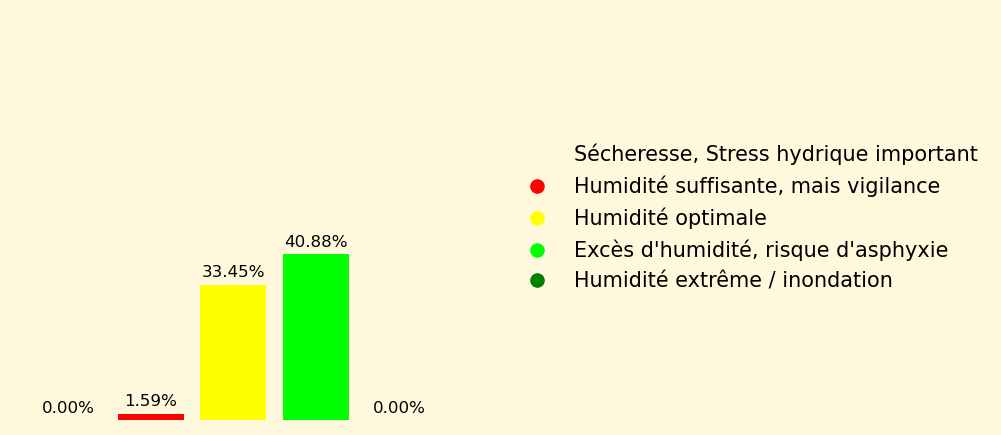 0.00%
1.59%
33.45%
40.88%
0.00%
Sécheresse, Stress hydrique important
Humidité suffisante, mais vigilance
Humidité optimale
Excès d'humidité, risque d'asphyxie
Humidité extrême / inondation